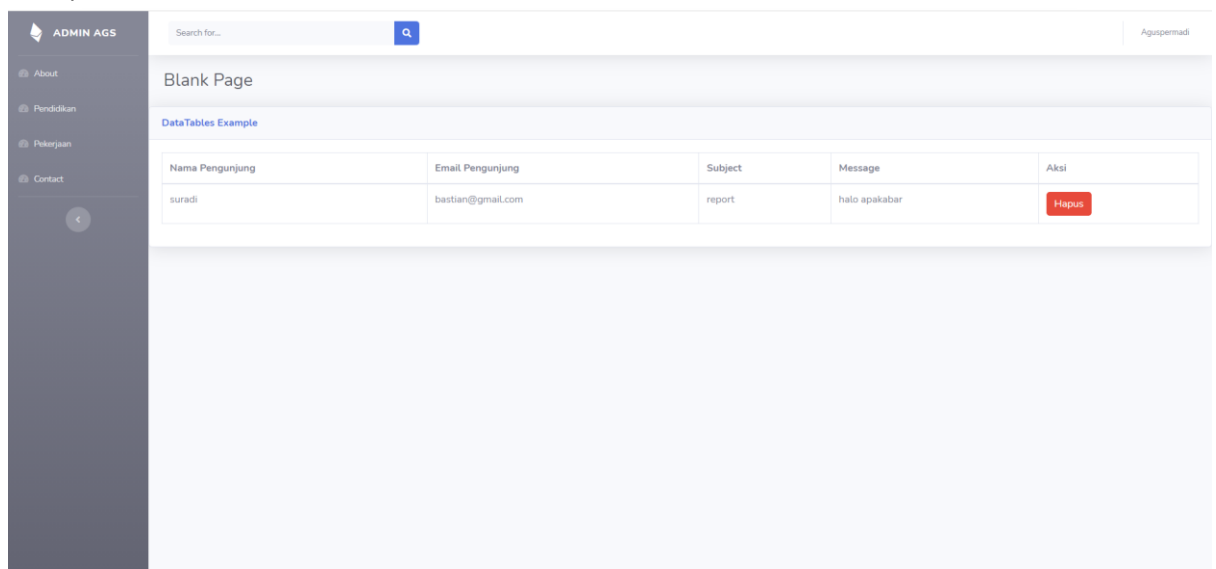 ADMIN AGS
Search for...
Aguspermadi
About
Pendidikan
Pekerjaan
Contact
Blank Page
DataTables Example
Nama Pengunjung Email Pengunjung Subject Message Aksi
suradi bastian@gmail.com report halo apakabar Hapus